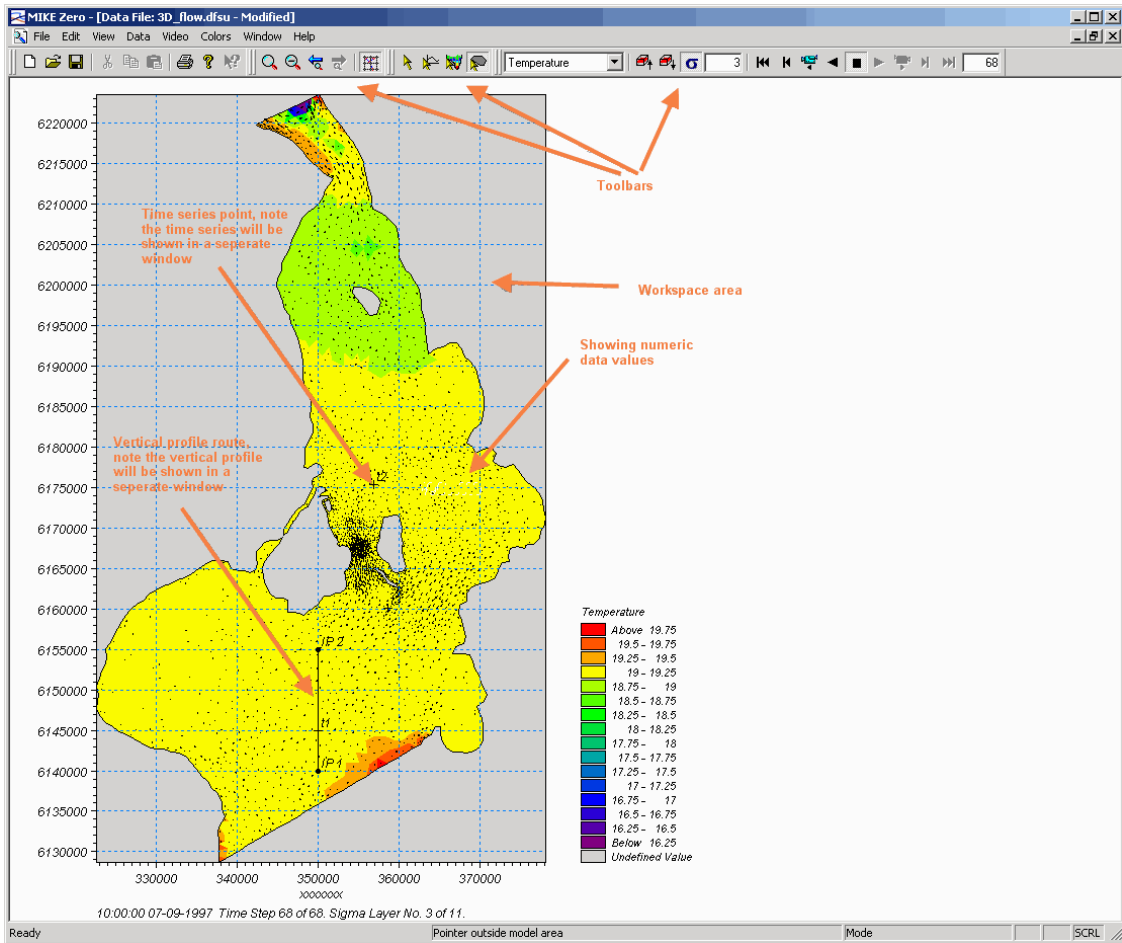 MIKE Zero - [Data File: 3D_flow.dfsu - Modified]
File Edit View Data Video Colors Window Help
Temperature
3
68
Toolbars
Time series point, note
the time series will be
shown in a seperate
window
Workspace area
Showing numeric
data values
Vertical profile route,
note the vertical profile
will be shown in a
seperate window
6220000
6215000
6210000
6205000
6200000
6195000
6190000
6185000
6180000
6175000
6170000
6165000
6160000
6155000
6150000
6145000
6140000
6135000
6130000
t2
IP 2
t1
IP 1
330000 340000 350000 360000 370000
xxxxxxx
Temperature
Above 19.75
19.5 - 19.75
19.25 - 19.5
19 - 19.25
18.75 - 19
18.5 - 18.75
18.25 - 18.5
18 - 18.25
17.75 - 18
17.5 - 17.75
17.25 - 17.5
17 - 17.25
16.75 - 17
16.5 - 16.75
16.25 - 16.5
Below 16.25
Undefined Value
10:00:00 07-09-1997 Time Step 68 of 68. Sigma Layer No. 3 of 11.
Ready
Pointer outside model area
Mode
SCRL